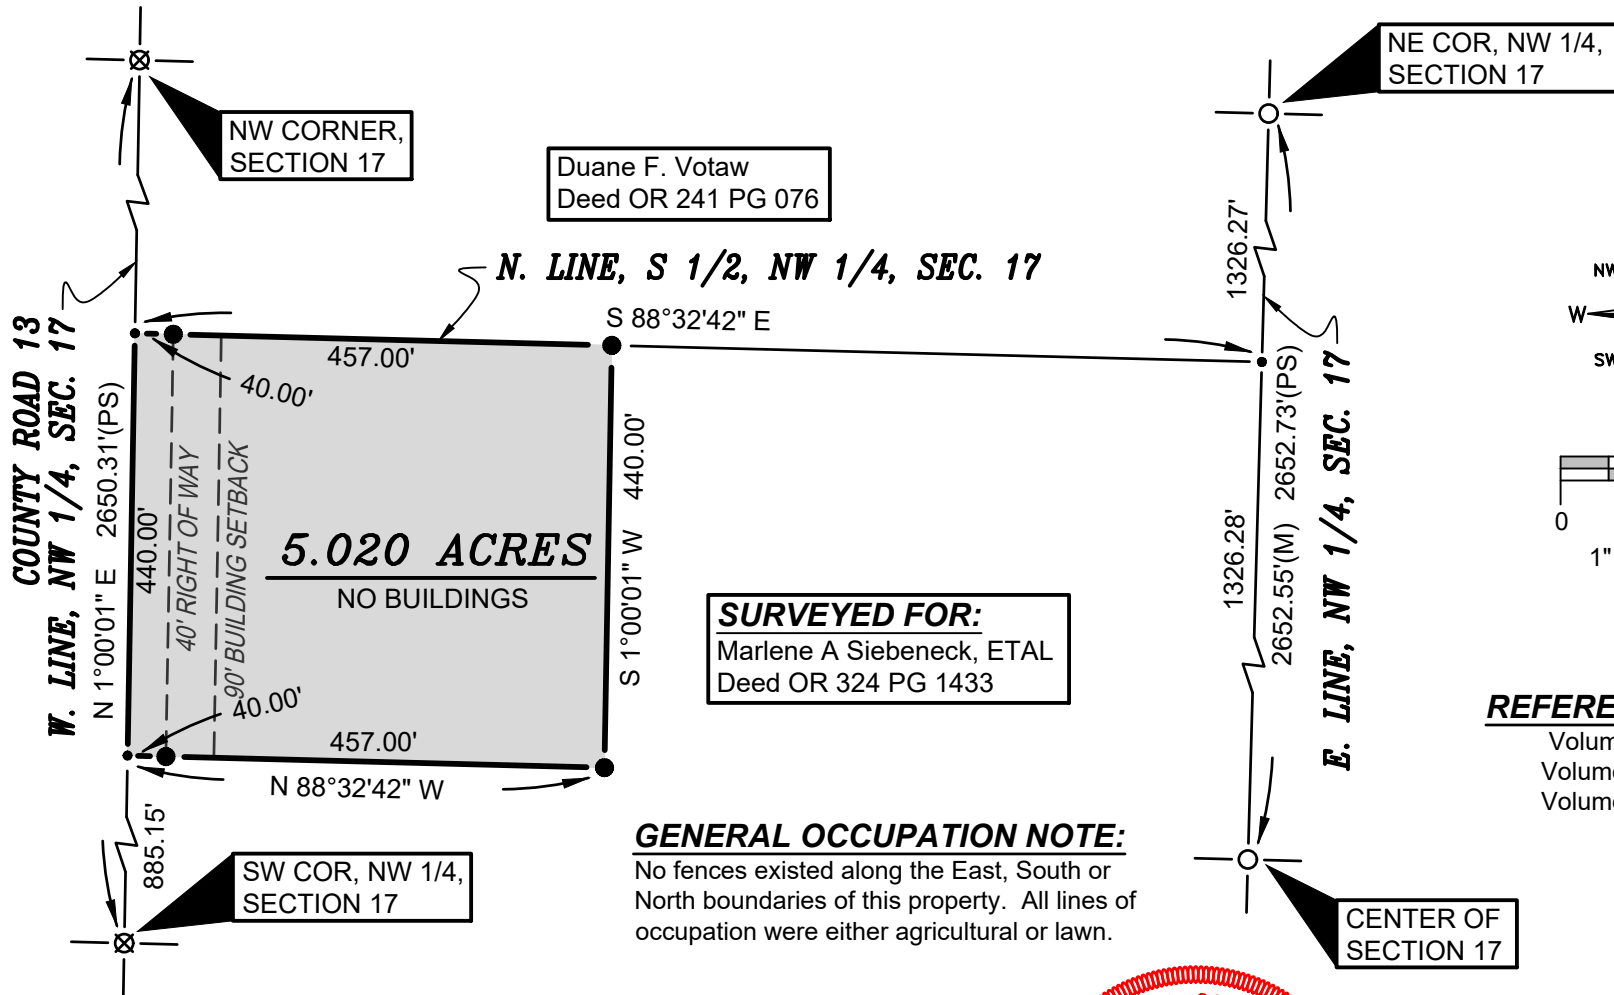 NE COR, NW 1/4,
SECTION 17
NW CORNER,
SECTION 17
Duane F. Votaw
Deed OR 241 PG 076
N. LINE, S 1/2, NW 1/4, SEC. 17
S 88°32'42" E
1326.27'
NW
W
SW
457.00'
40.00'
COUNTY ROAD 13
W. LINE, NW 1/4, SEC. 17
N 1°00'01" E 2650.31'(PS)
440.00'
40' RIGHT OF WAY
90' BUILDING SETBACK
5.020 ACRES
NO BUILDINGS
S 1°00'01" W 440.00'
SURVEYED FOR:
Marlene A Siebeneck, ETAL
Deed OR 324 PG 1433
1326.28'
2652.55'(M) 2652.73'(PS)
E. LINE, NW 1/4, SEC. 17
0
1"
40.00'
457.00'
N 88°32'42" W
885.15'
SW COR, NW 1/4,
SECTION 17
GENERAL OCCUPATION NOTE:
No fences existed along the East, South or
North boundaries of this property. All lines of
occupation were either agricultural or lawn.
REFERE
Volum
Volume
Volume
CENTER OF
SECTION 17